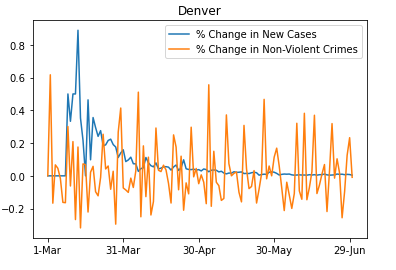 Denver
% Change in New Cases
% Change in Non-Violent Crimes
0.8
0.6
0.4
0.2
0.0
−0.2
1-Mar 31-Mar 30-Apr 30-May 29-Jun